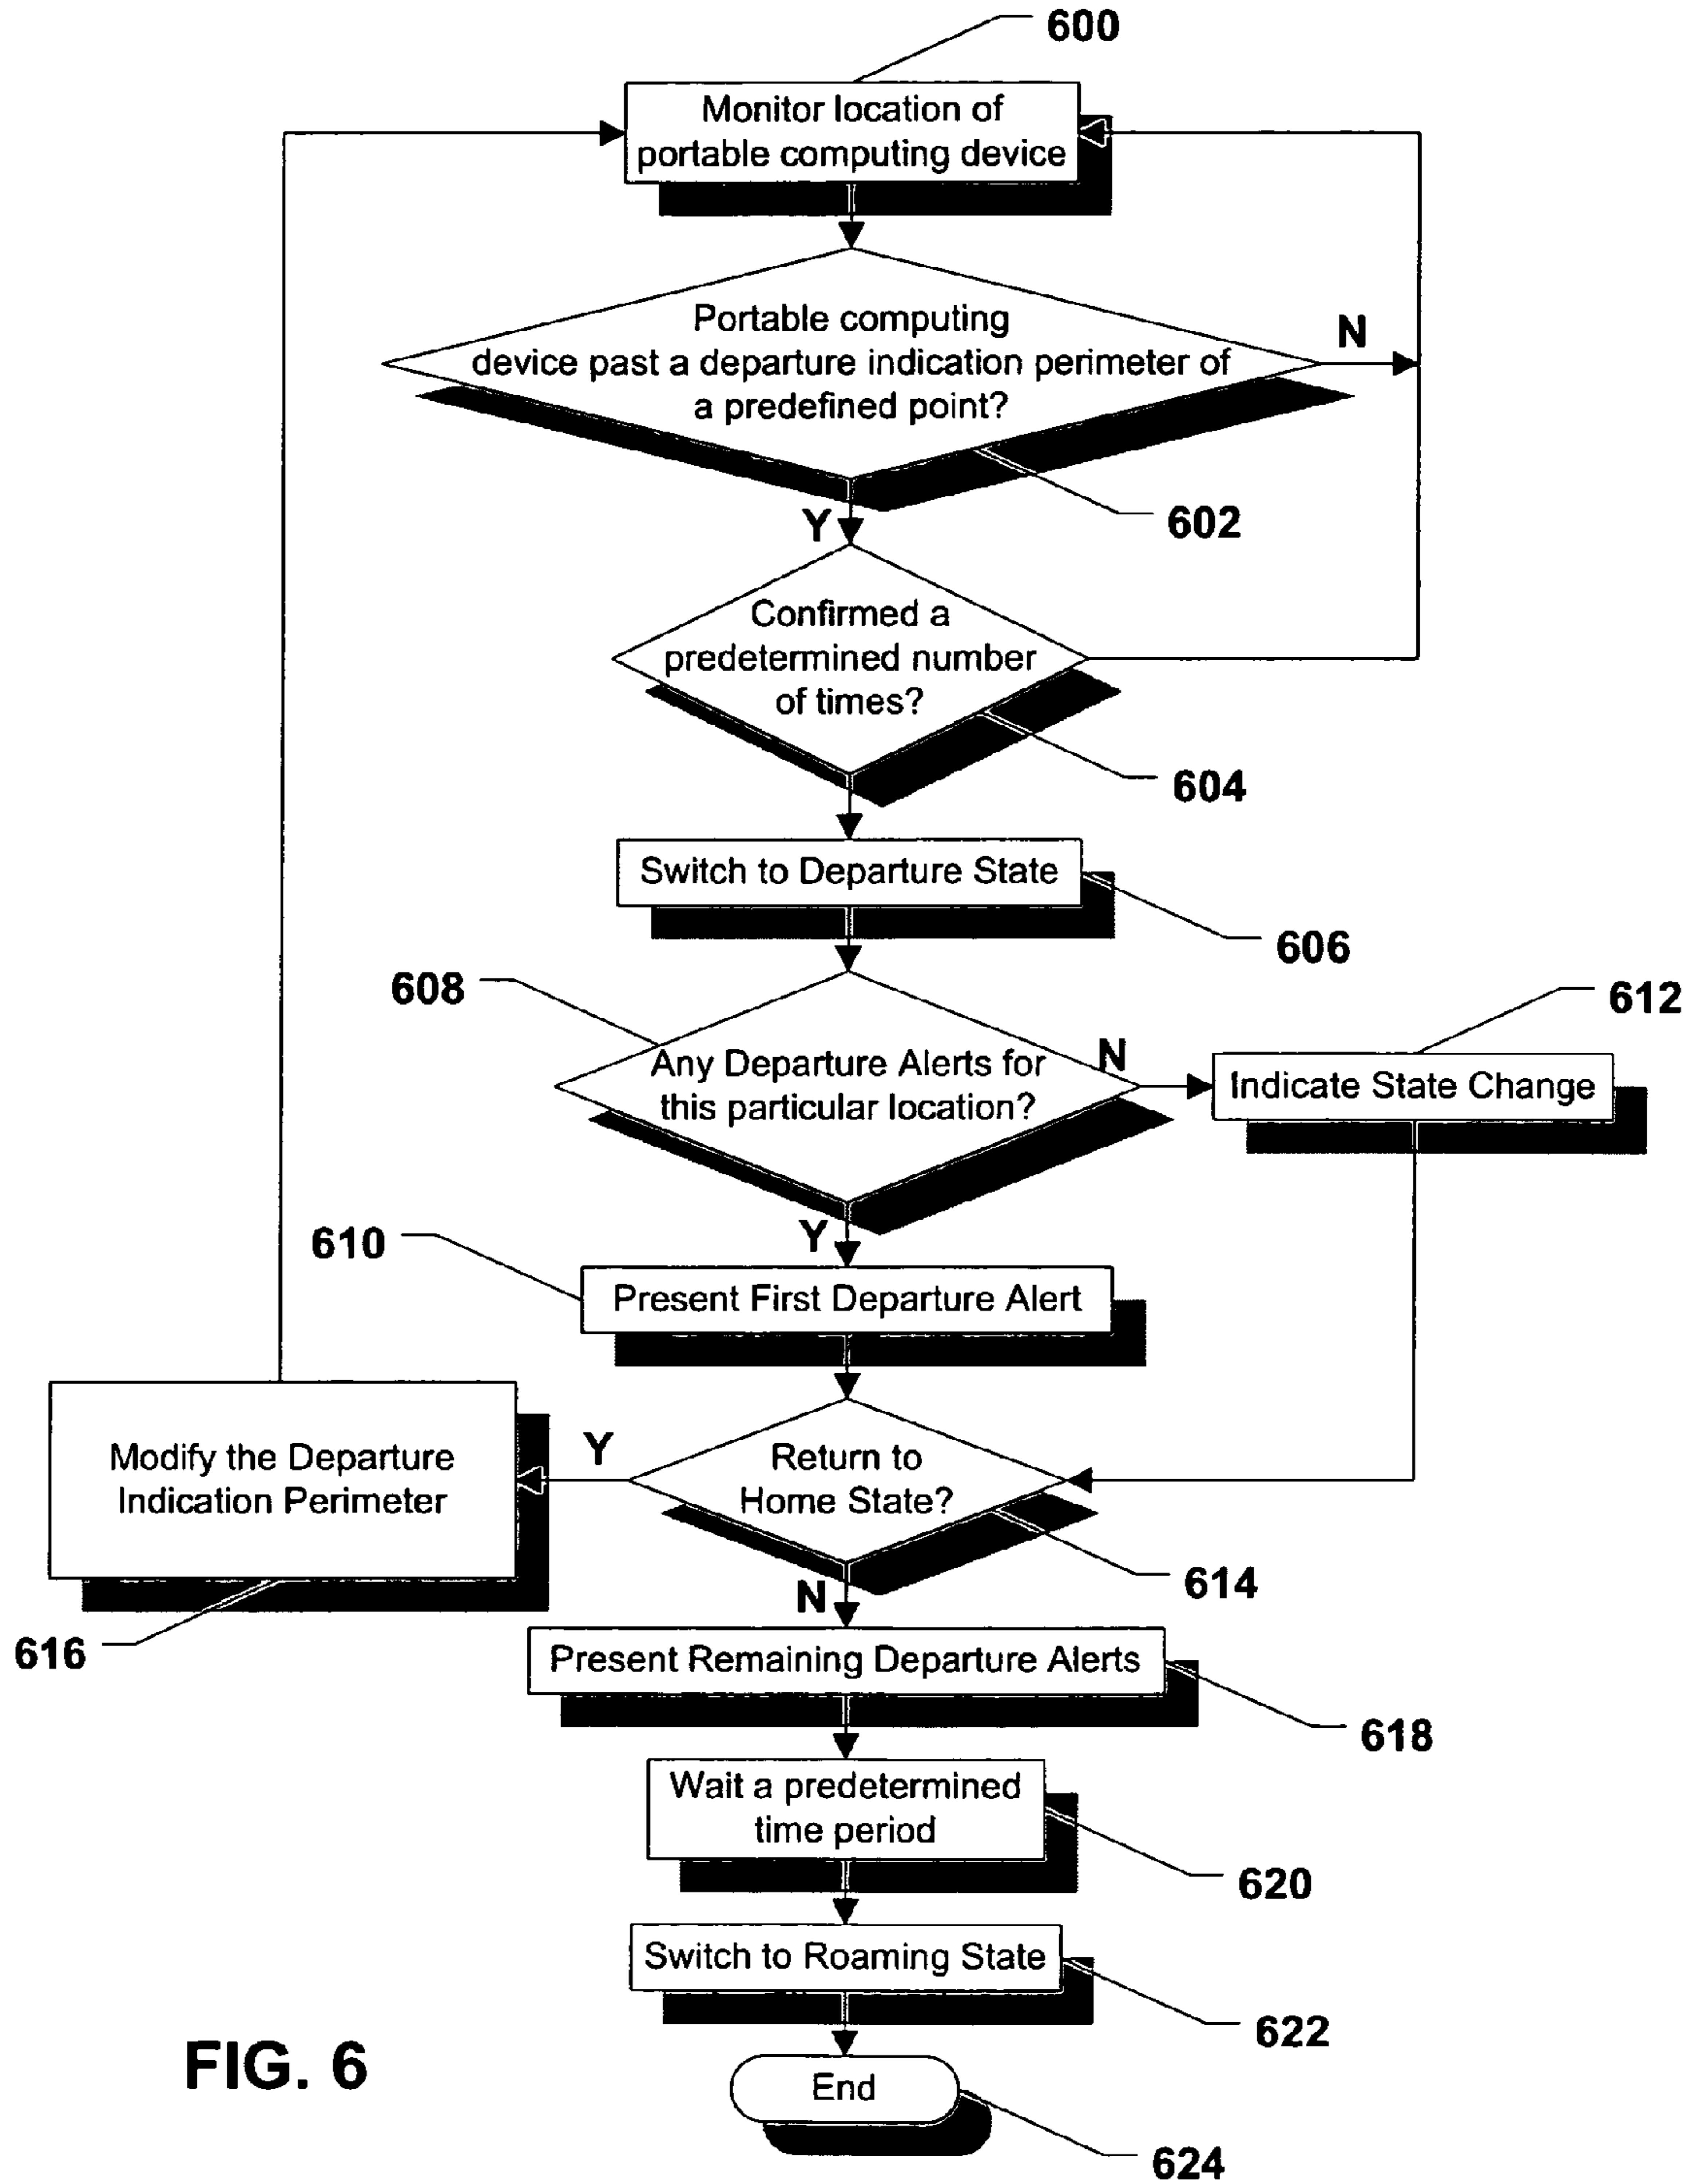 600
Monitor location of
portable computing device
Portable computing
device past a departure indication perimeter of
a predefined point?
N
602
Y
Confirmed a
predetermined number
of times?
604
Switch to Departure State
606
608
612
Any Departure Alerts for
this particular location?
N
Indicate State Change
610
Y
Present First Departure Alert
Modify the Departure
Indication Perimeter
Y
Return to
Home State?
614
N
616
Present Remaining Departure Alerts
618
Wait a predetermined
time period
620
Switch to Roaming State
622
FIG. 6
End
624